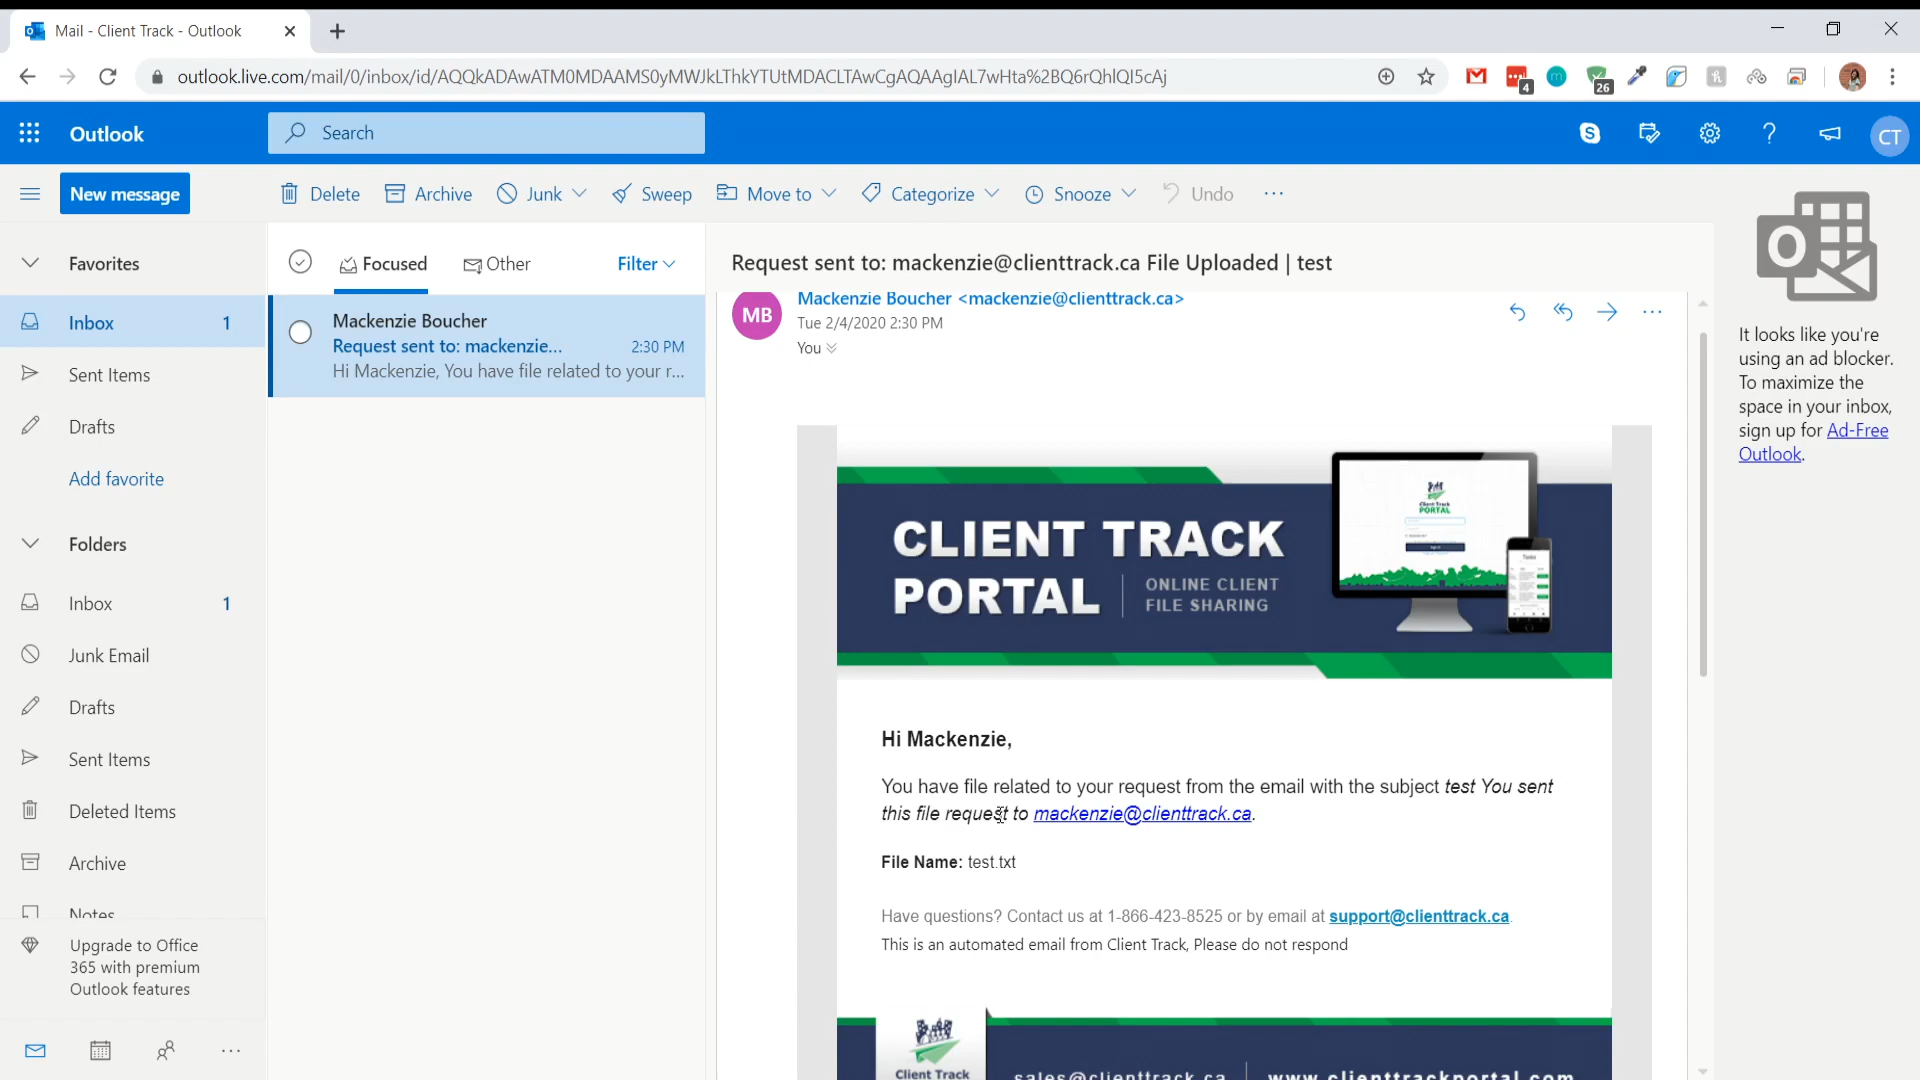 Mail - Client Track - Outlook
outlook.live.com/mail/0/inbox/id/AQQkADAwATM0MDAAMS0yMWJkLThkYTUtMDACLTAwCgAQAAgIAL7wHta%2BQ6rQhlQI5cAj
4
26
Outlook
Search
CT
New message
Delete
Archive
Junk
Sweep
Move to
Categorize
Snooze
Undo
Favorites
Inbox 1
Sent Items
Drafts
Add favorite
Folders
Inbox 1
Junk Email
Drafts
Sent Items
Deleted Items
Archive
Notes
Upgrade to Office
365 with premium
Outlook features
Focused
Other
Filter
Mackenzie Boucher
Request sent to: mackenzie... 2:30 PM
Hi Mackenzie, You have file related to your r...
Request sent to: mackenzie@clienttrack.ca File Uploaded | test
MB
Mackenzie Boucher <mackenzie@clienttrack.ca>
Tue 2/4/2020 2:30 PM
You
CLIENT TRACK
PORTAL
ONLINE CLIENT
FILE SHARING
Client Track
PORTAL
Hi Mackenzie,
You have file related to your request from the email with the subject test You sent
this file request to mackenzie@clienttrack.ca.
File Name: test.txt
Have questions? Contact us at 1-866-423-8525 or by email at support@clienttrack.ca.
This is an automated email from Client Track, Please do not respond
Client Track
sales@clienttrack.ca
www.clienttrackportal.com
It looks like you're
using an ad blocker.
To maximize the
space in your inbox,
sign up for Ad-Free
Outlook.